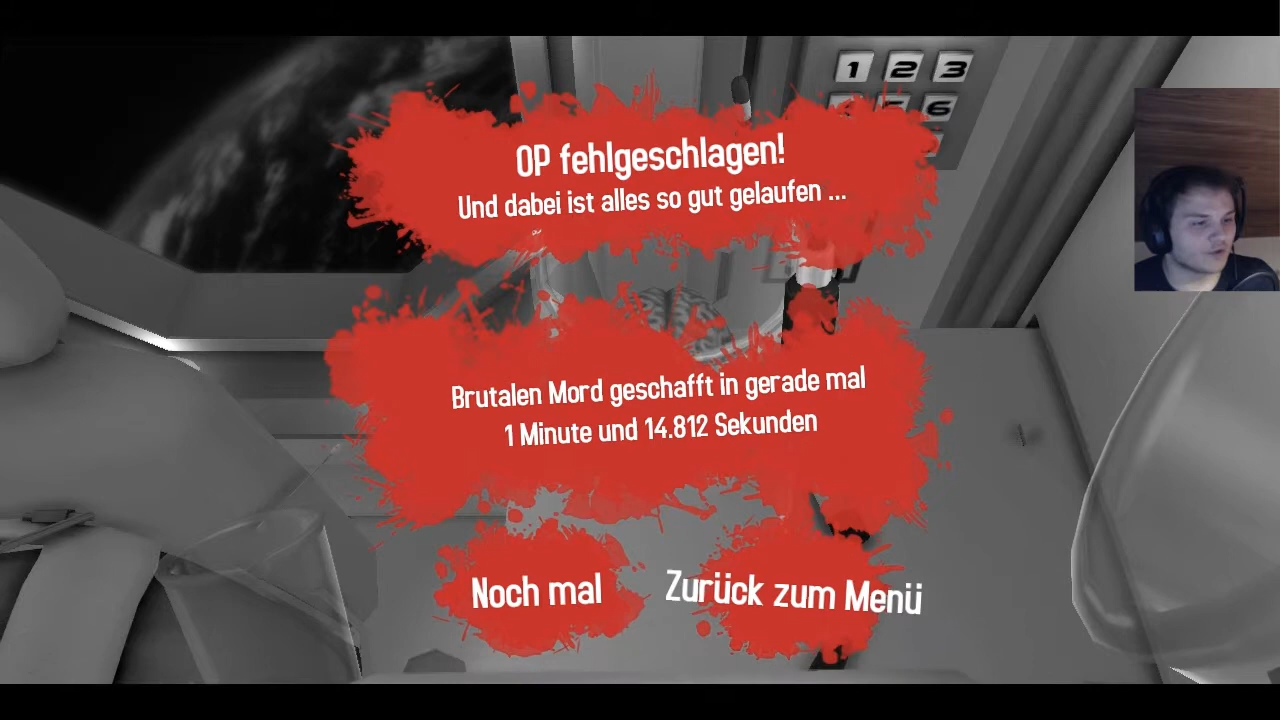 1 2 3
6
OP fehlgeschlagen!
Und dabei ist alles so gut gelaufen ...
Brutalen Mord geschafft in gerade mal
1 Minute und 14.812 Sekunden
Noch mal
Zurück zum Menü